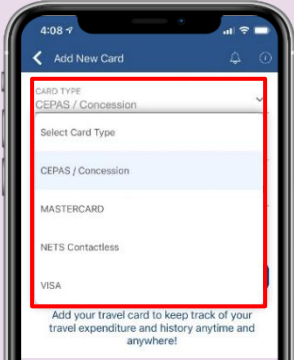 4:08
Add New Card
CARD TYPE
CEPAS / Concession
Select Card Type
CEPAS / Concession
MASTERCARD
NETS Contactless
VISA
Add your travel card to keep track of your
travel expenditure and history anytime and
anywhere!